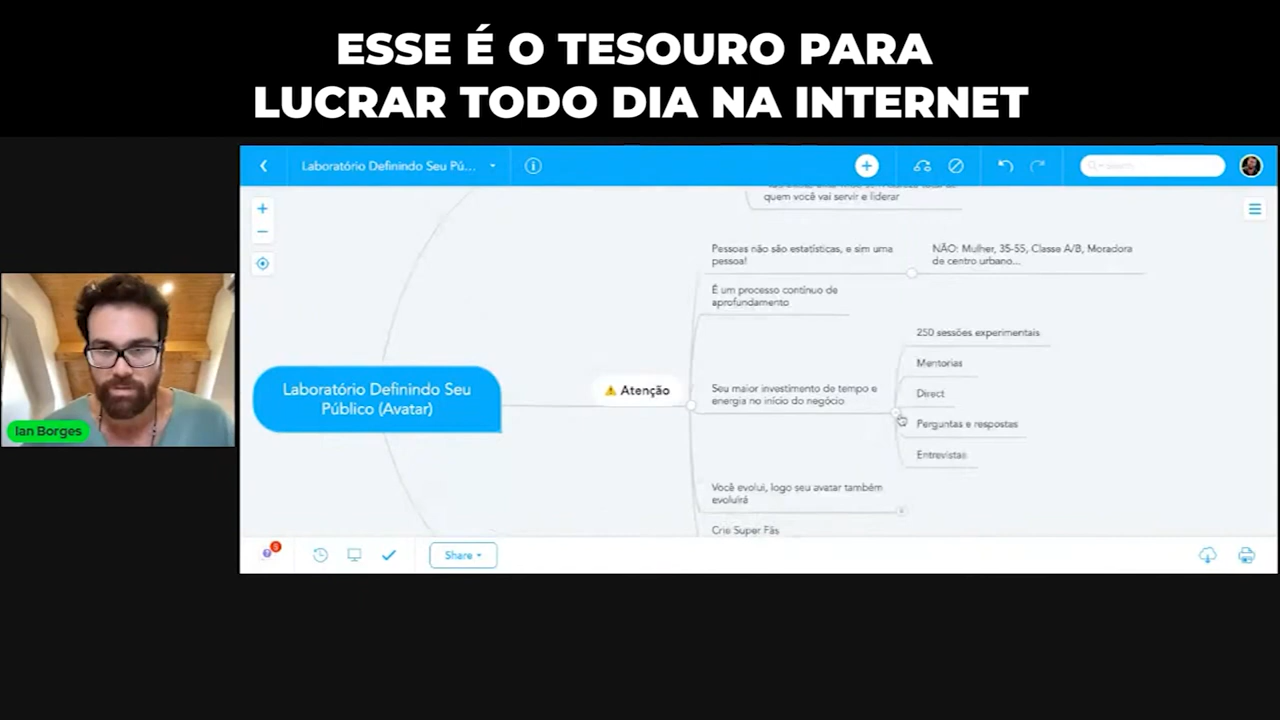 ESSE É O TESOURO PARA
LUCRAR TODO DIA NA INTERNET
Laboratório Definindo Seu Pú...
quem você vai servir e liderar
Pessoas não são estatísticas, e sim uma
pessoa!
NÃO: Mulher, 35-55, Classe A/B, Moradora
de centro urbano...
É um processo contínuo de
aprofundamento
250 sessões experimentais
Mentorias
Laboratório Definindo Seu
Público (Avatar)
Atenção
Seu maior investimento de tempo e
energia no início do negócio
Direct
Perguntas e respostas
Ian Borges
Entrevistas
Você evolui, logo seu avatar também
evoluirá
Crie Super Fãs
Share